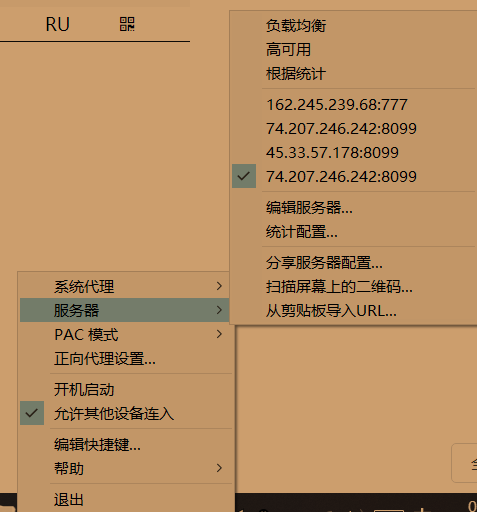 RU
负载均衡
高可用
根据统计
162.245.239.68:777
74.207.246.242:8099
45.33.57.178:8099
74.207.246.242:8099
编辑服务器...
统计配置...
分享服务器配置...
扫描屏幕上的二维码...
从剪贴板导入URL...
系统代理
服务器
PAC 模式
正向代理设置...
开机启动
允许其他设备连入
编辑快捷键...
帮助
退出